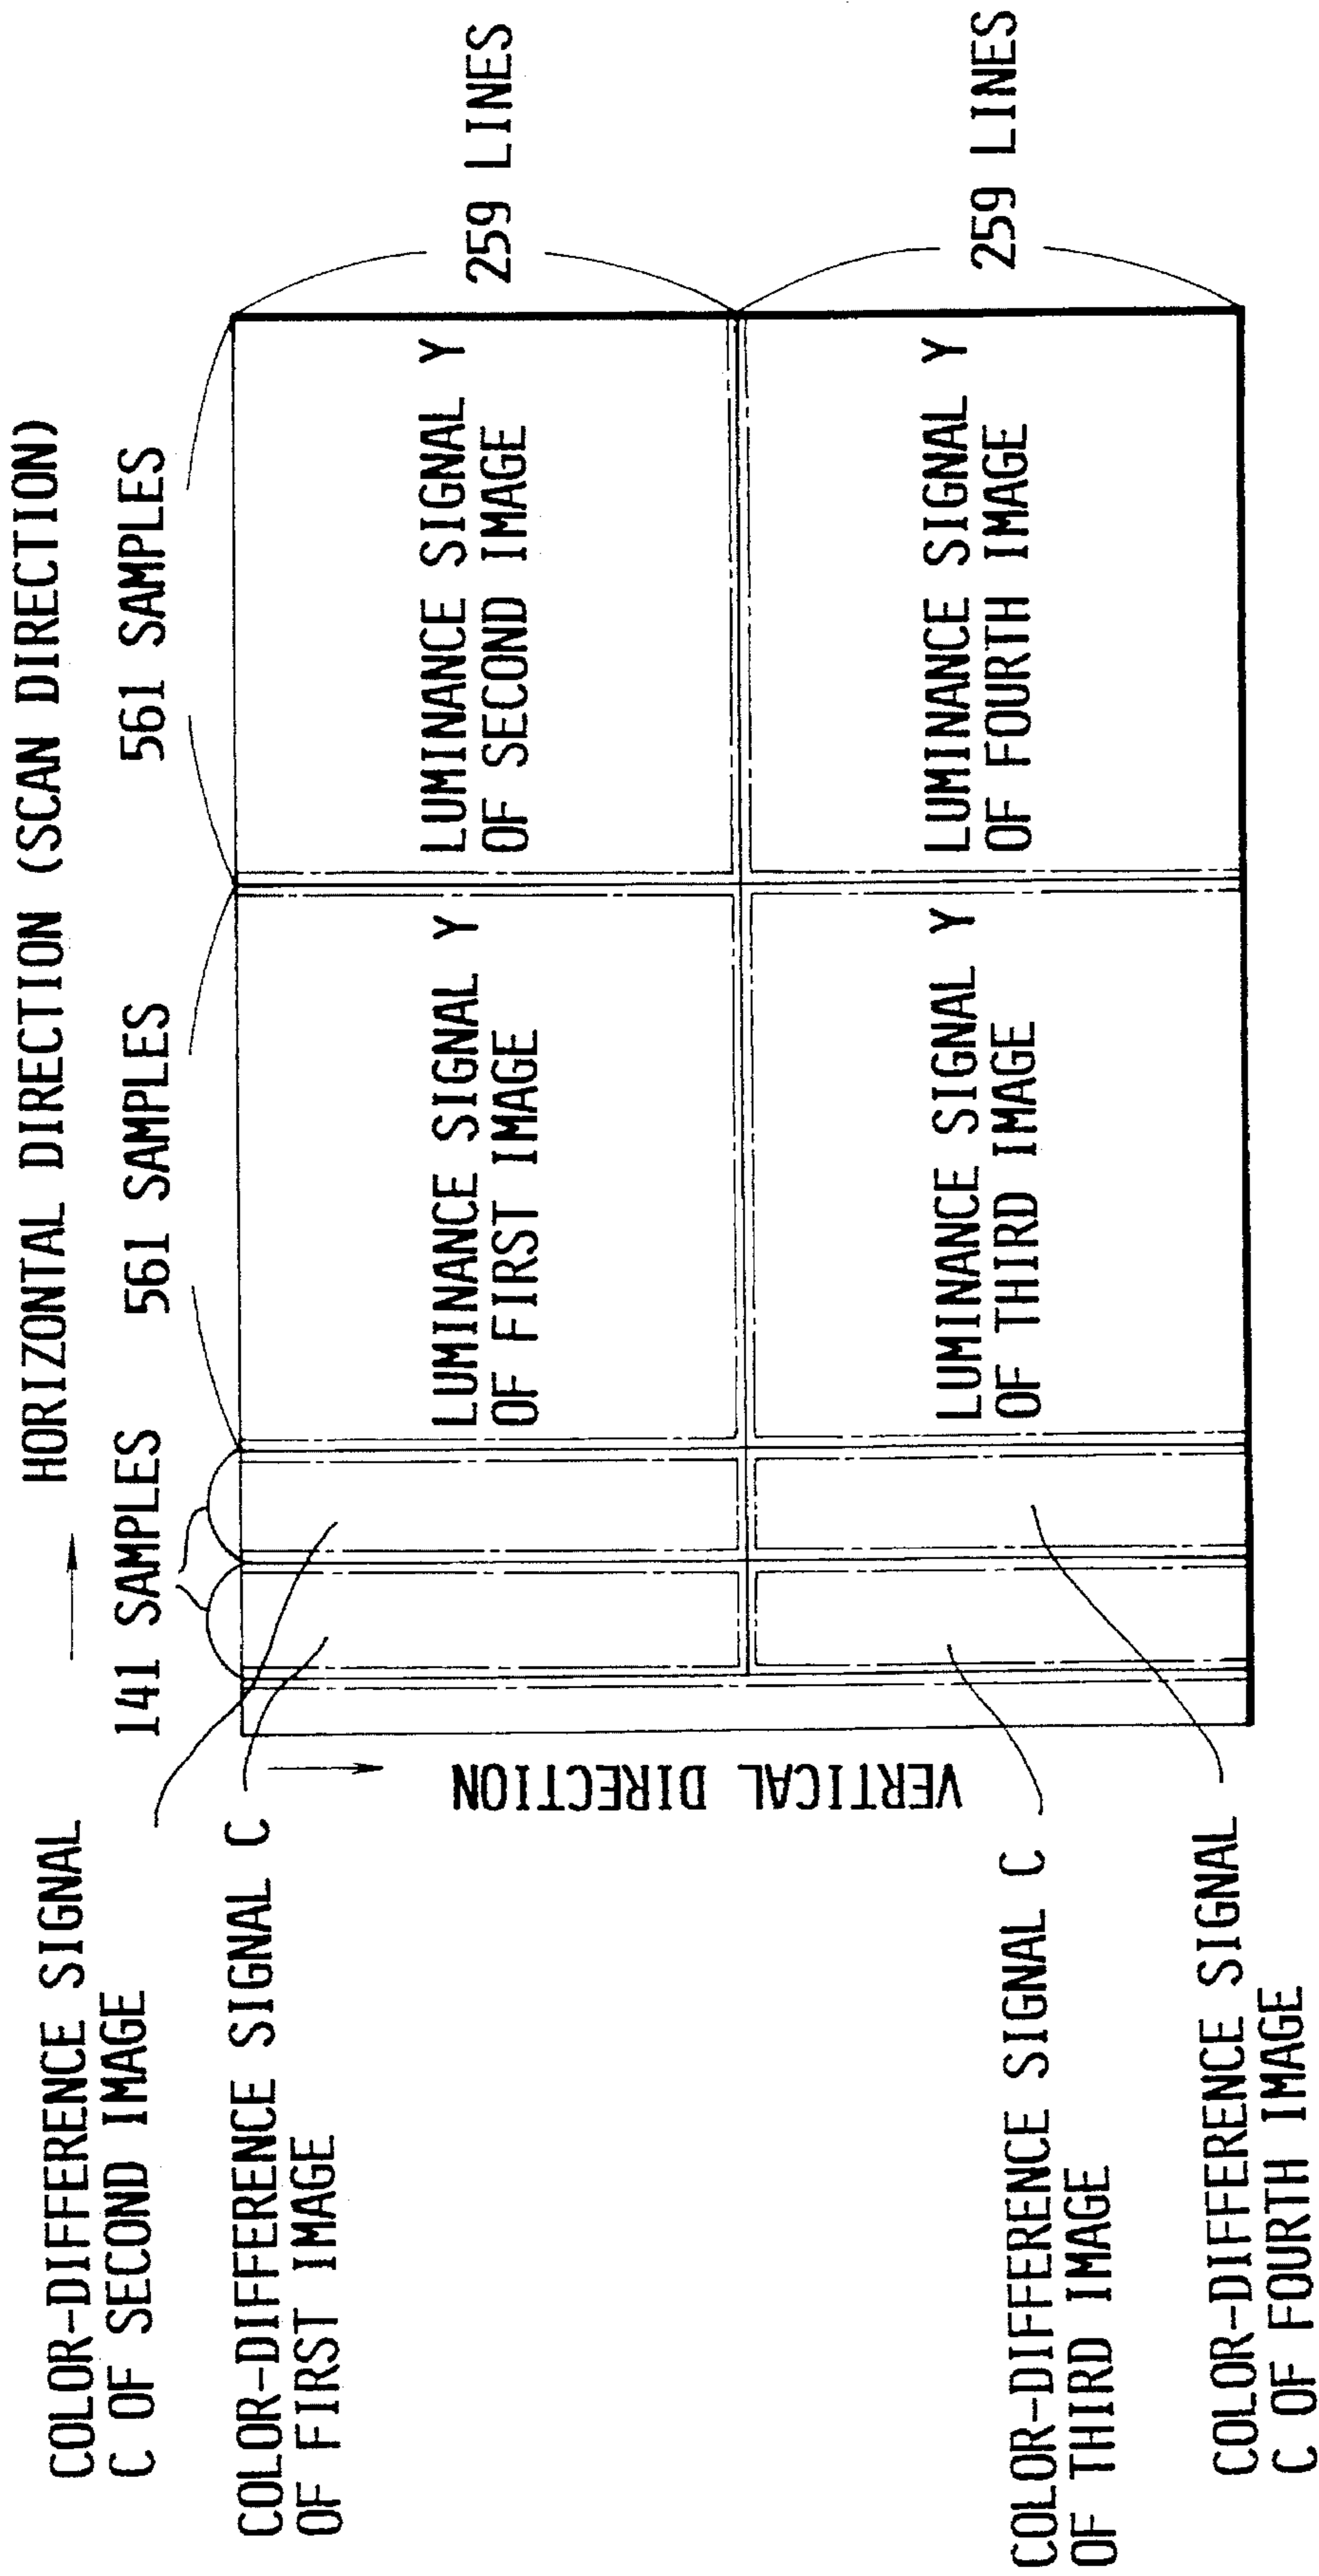 HORIZONTAL DIRECTION (SCAN DIRECTION)
141 SAMPLES
561 SAMPLES
561 SAMPLES
COLOR-DIFFERENCE SIGNAL
C OF SECOND IMAGE
COLOR-DIFFERENCE SIGNAL C
OF FIRST IMAGE
VERTICAL DIRECTION
LUMINANCE SIGNAL Y
OF FIRST IMAGE
LUMINANCE SIGNAL Y
OF SECOND IMAGE
259 LINES
COLOR-DIFFERENCE SIGNAL C
OF THIRD IMAGE
COLOR-DIFFERENCE SIGNAL
C OF FOURTH IMAGE
LUMINANCE SIGNAL Y
OF THIRD IMAGE
LUMINANCE SIGNAL Y
OF FOURTH IMAGE
259 LINES